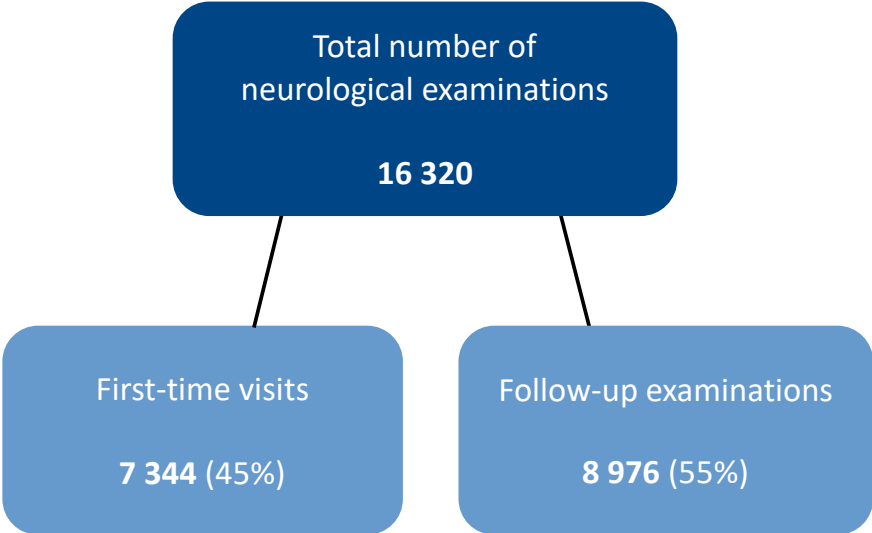 Total number of
neurological examinations
16 320
First-time visits
7 344 (45%)
Follow-up examinations
8 976 (55%)